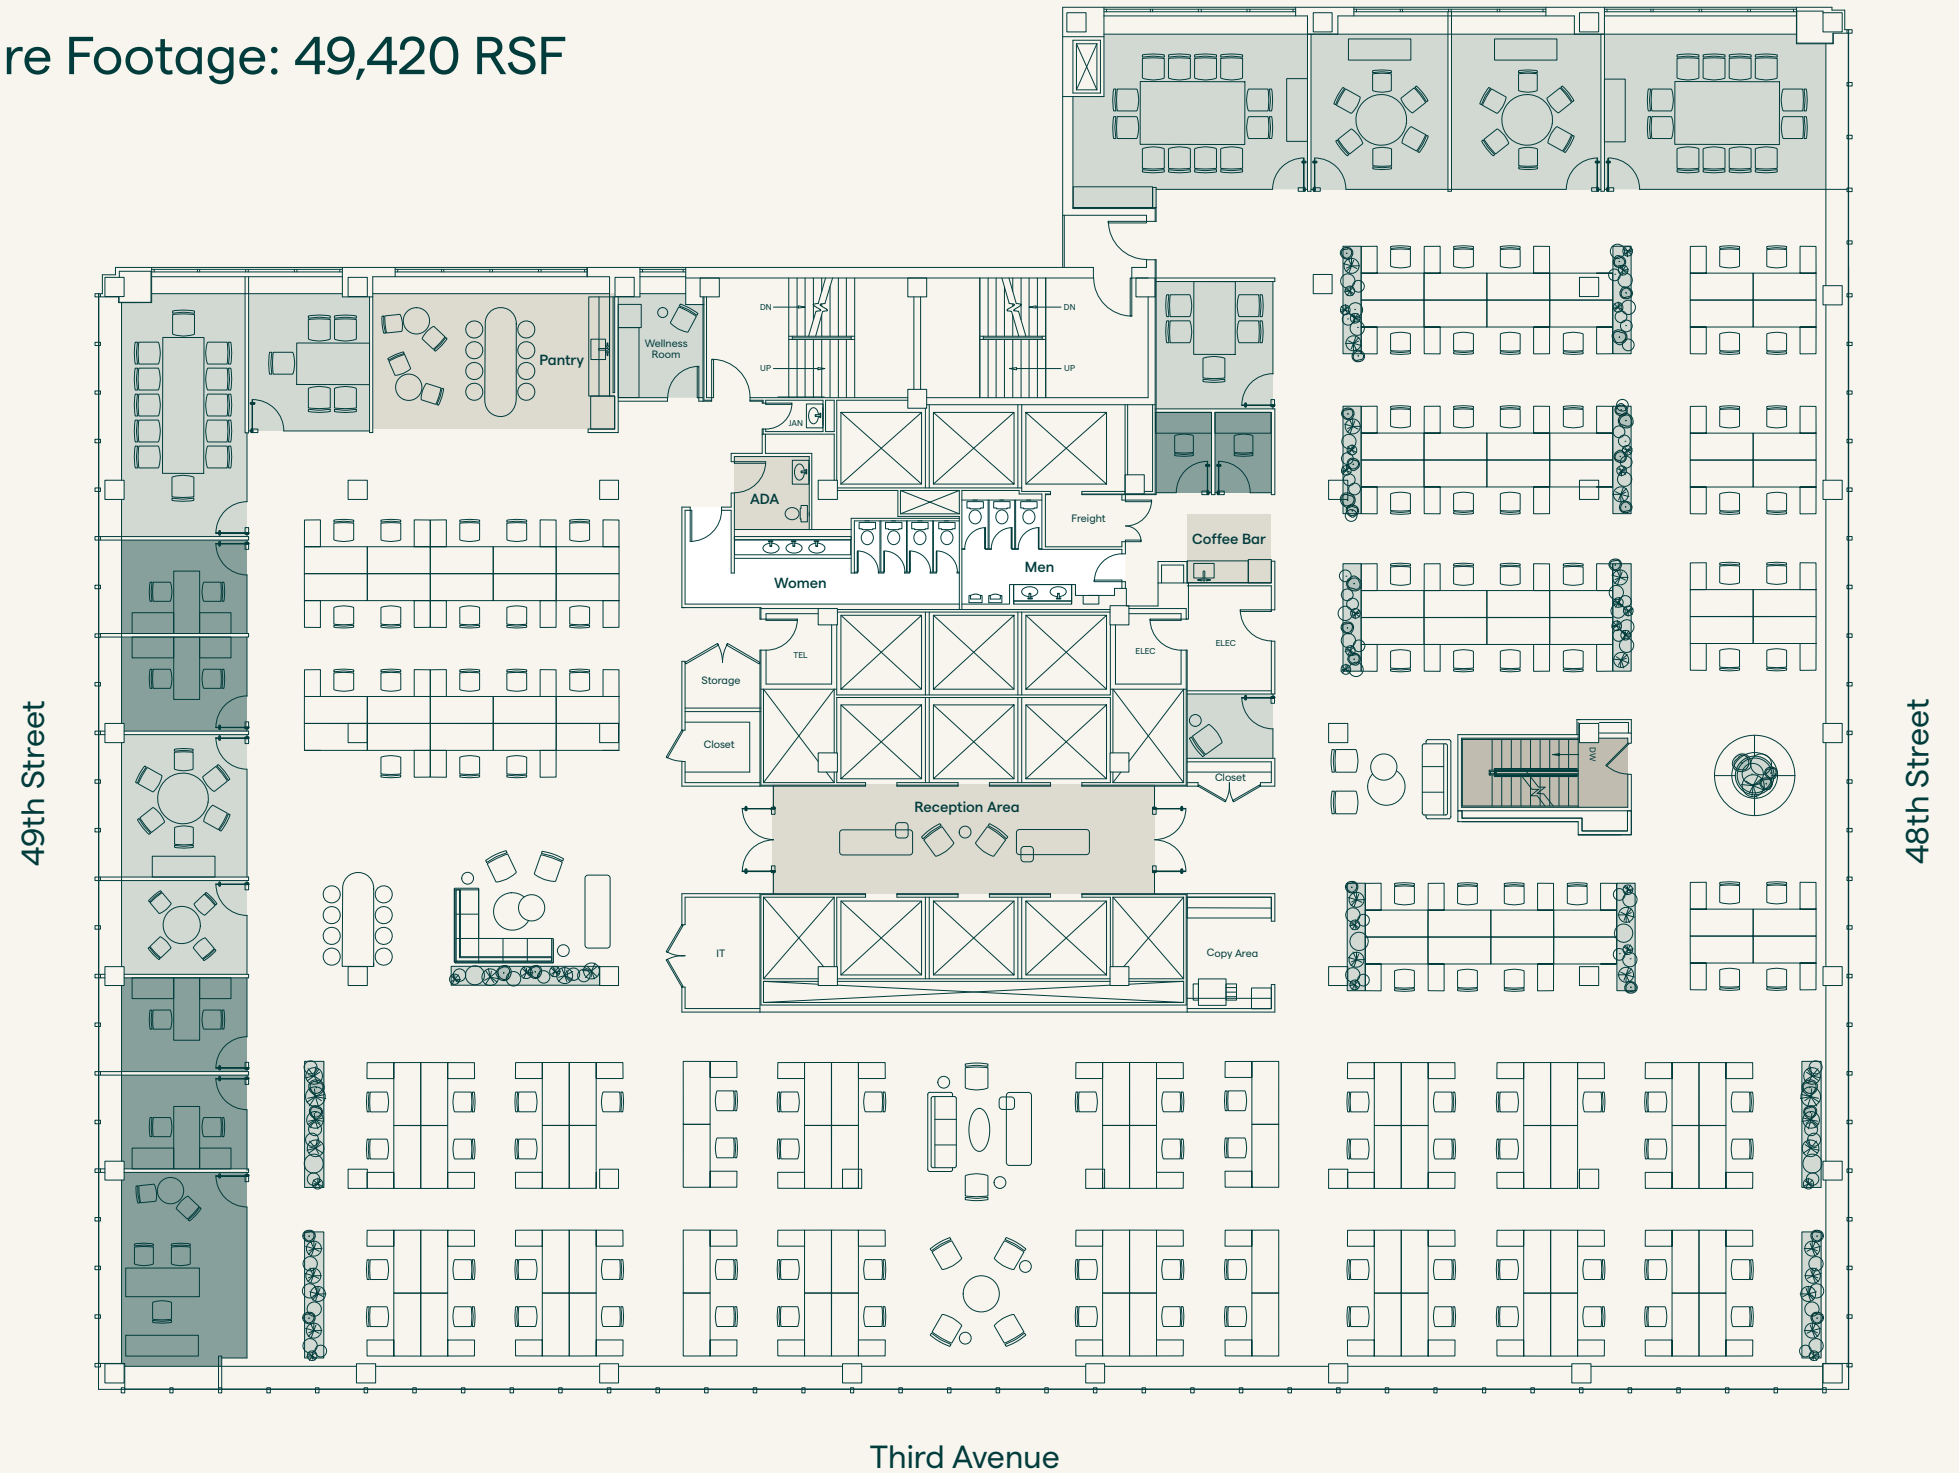 re Footage: 49,420 RSF
DN
DN
Wellness
Room
Pantry
UP
UP
JAN
ADA
Freight
Coffee Bar
Men
Women
TEL
ELEC
ELEC
Storage
Closet
DN
Closet
49th Street
48th Street
Reception Area
IT
Copy Area
Third Avenue